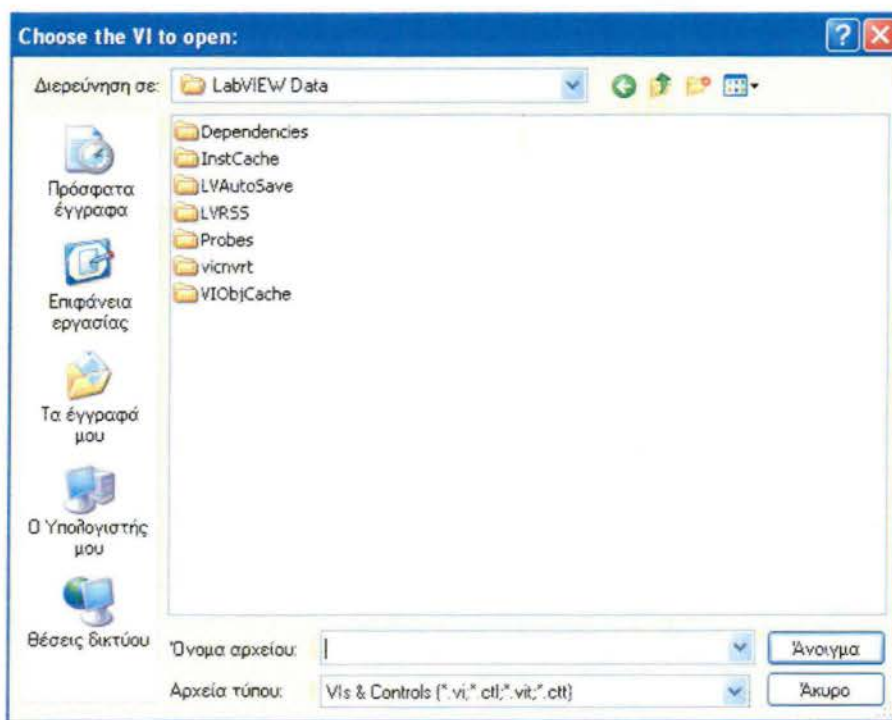 Choose the VI to open:
Διερεύνηση σε:
LabVIEW Data
Πρόσφατα
έγγραφα
Επιφάνεια
εργασίας
Τα έγγραφά
μου
Ο Υπολογιστής
μου
Θέσεις δικτύου
Dependencies
InstCache
LVAutoSave
LVRSS
Probes
vicnvrt
VIObjCache
Όνομα αρχείου:
Άνοιγμα
Αρχεία τύπου:
VIs & Controls (*.vi;*.ctl;*.vit;*.ctt)
Άκυρο